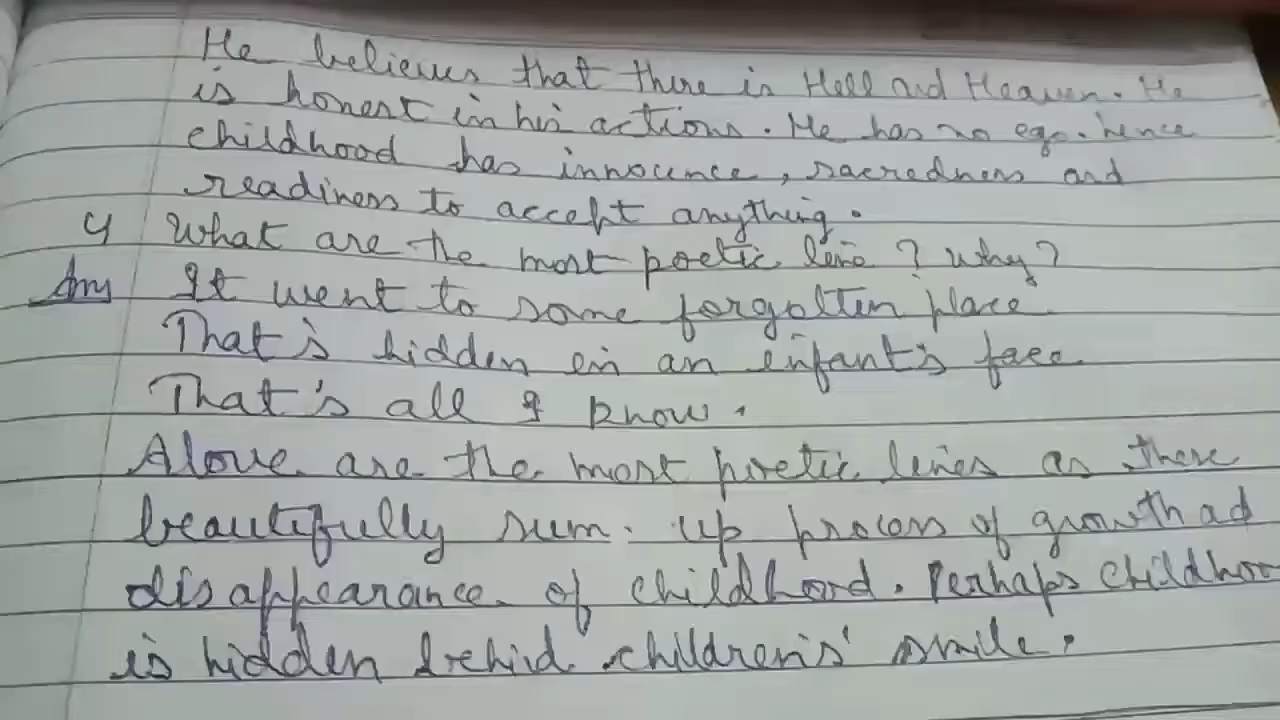 He believes that there is Hell and Heaven. He
is honest in his actions. He has no ego. hence
childhood has innocence, sacredness and
readiness to accept anything.
4 What are the most poetic line? Why?
Ans It went to some forgotten place
That's hidden in an infant's face
That's all I know.
Above are the most poetic lines as these
beautifully sum up process of growth ad
disappearance of childhood. Perhaps childhoo
is hidden behind children's' smile.